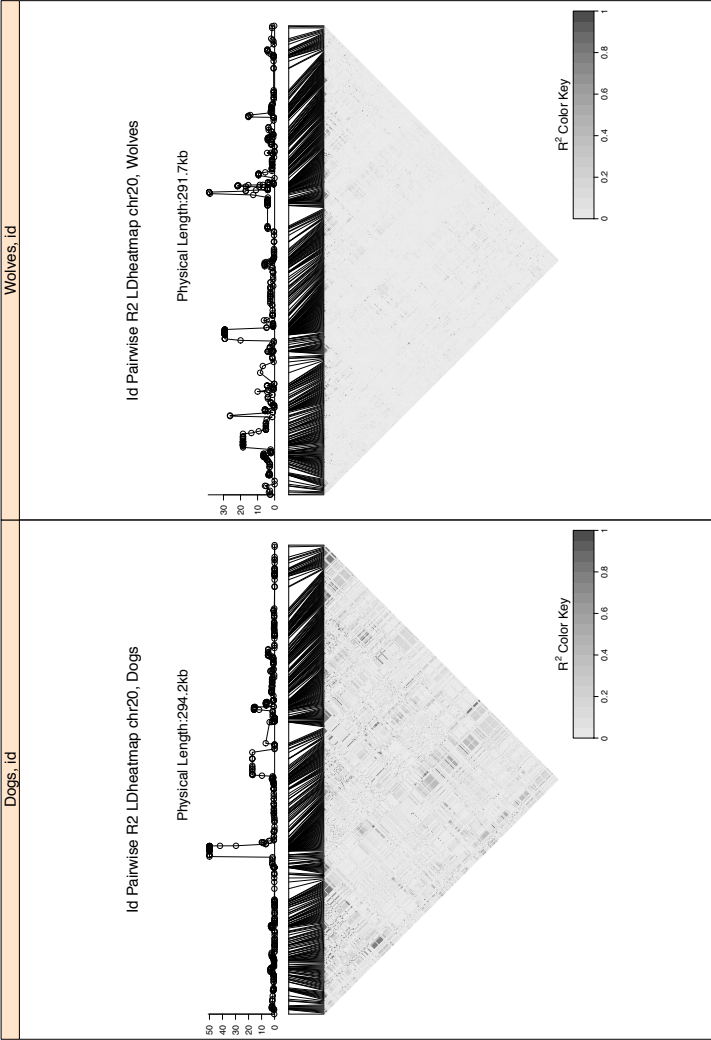 Dogs, id
Id Pairwise R2 LDheatmap chr20, Dogs
Physical Length:294.2kb
0 10 20 30 40 50
R² Color Key
0 0.2 0.4 0.6 0.8 1
Wolves, id
Id Pairwise R2 LDheatmap chr20, Wolves
Physical Length:291.7kb
0 10 20 30
R² Color Key
0 0.2 0.4 0.6 0.8 1